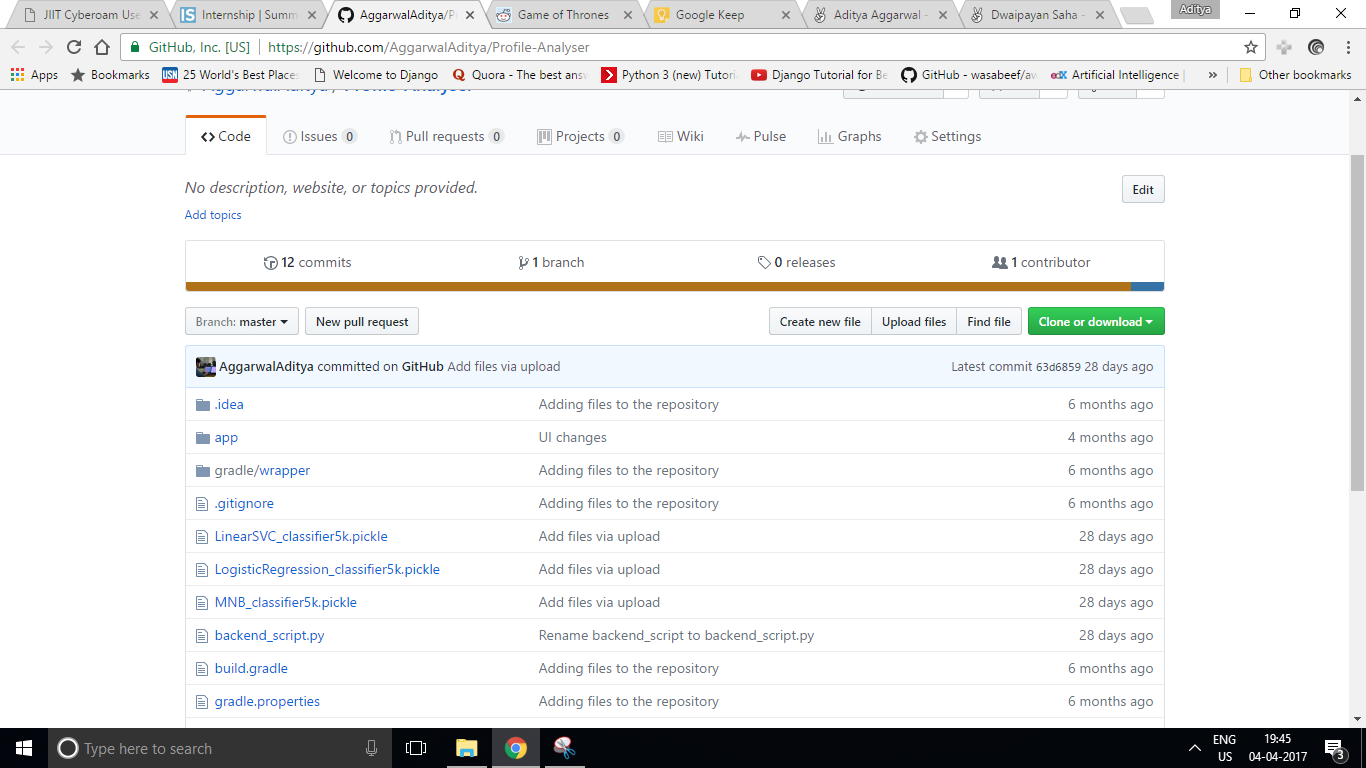 JIIT Cyberoam Use
Internship | Summ
AggarwalAditya/P
Game of Thrones
Google Keep
Aditya Aggarwal -
Dwaipayan Saha -
Aditya
GitHub, Inc. [US]
https://github.com/AggarwalAditya/Profile-Analyser
Apps
Bookmarks
USN
25 World's Best Places
Welcome to Django
Quora - The best ans
Python 3 (new) Tutori
Django Tutorial for Be
GitHub - wasabeef/aw
edX
Artificial Intelligence |
»
Other bookmarks
AggarwalAditya / Profile-Analyser
Code
Issues 0
Pull requests 0
Projects 0
Wiki
Pulse
Graphs
Settings
No description, website, or topics provided.
Edit
Add topics
12 commits
1 branch
0 releases
1 contributor
Branch: master
New pull request
Create new file
Upload files
Find file
Clone or download
AggarwalAditya committed on GitHub Add files via upload
Latest commit 63d6859 28 days ago
.idea Adding files to the repository 6 months ago
app UI changes 4 months ago
gradle/wrapper Adding files to the repository 6 months ago
.gitignore Adding files to the repository 6 months ago
LinearSVC_classifier5k.pickle Add files via upload 28 days ago
LogisticRegression_classifier5k.pickle Add files via upload 28 days ago
MNB_classifier5k.pickle Add files via upload 28 days ago
backend_script.py Rename backend_script to backend_script.py 28 days ago
build.gradle Adding files to the repository 6 months ago
gradle.properties Adding files to the repository 6 months ago
Type here to search
ENG
US
19:45
04-04-2017
3